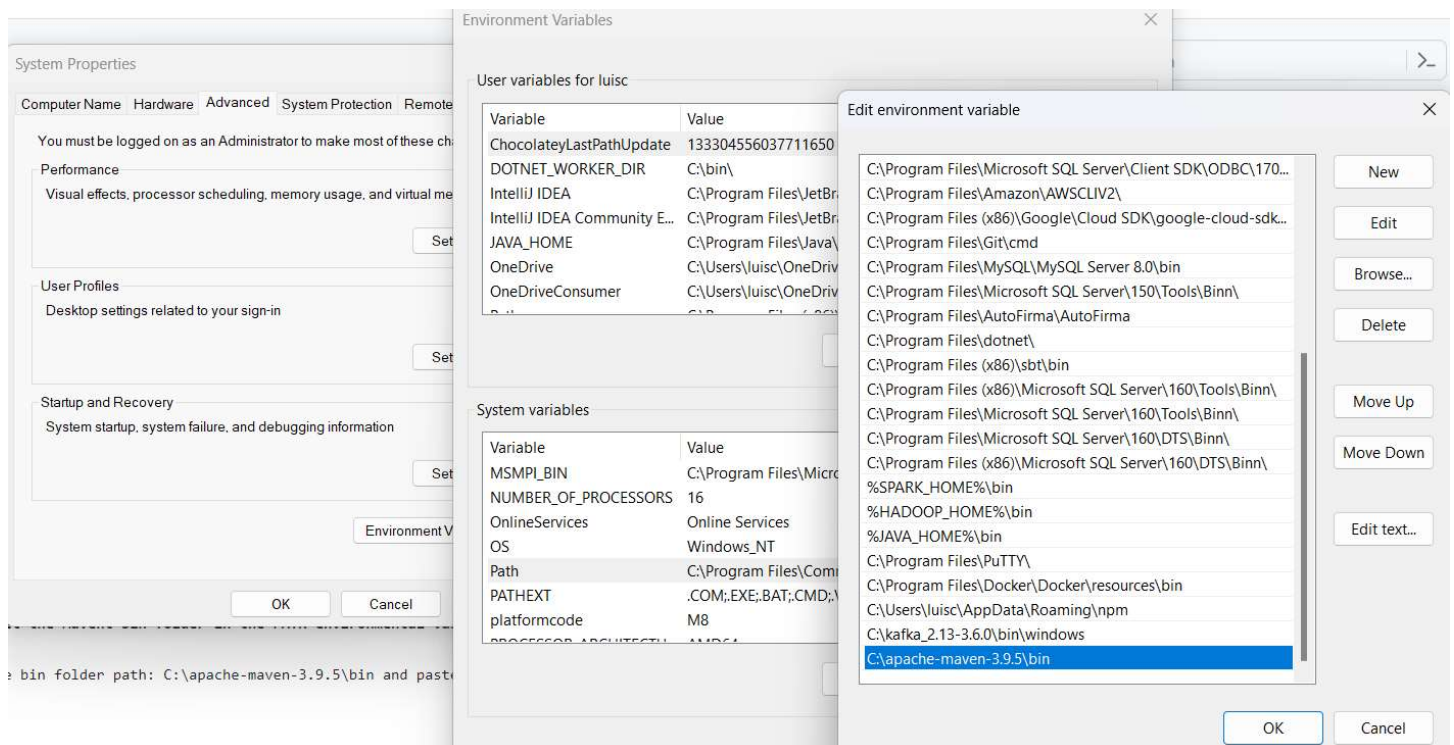 Environment Variables
System Properties
Computer Name Hardware Advanced System Protection Remote
You must be logged on as an Administrator to make most of these ch
Performance
Visual effects, processor scheduling, memory usage, and virtual me
Set
User Profiles
Desktop settings related to your sign-in
Set
Startup and Recovery
System startup, system failure, and debugging information
Set
Environment V
OK Cancel
e bin folder path: C:\apache-maven-3.9.5\bin and paste
User variables for luisc
Variable Value
ChocolateyLastPathUpdate 133304556037711650
DOTNET_WORKER_DIR C:\bin\
IntelliJ IDEA C:\Program Files\JetBr
IntelliJ IDEA Community E... C:\Program Files\JetBr
JAVA_HOME C:\Program Files\Java\
OneDrive C:\Users\luisc\OneDriv
OneDriveConsumer C:\Users\luisc\OneDriv
System variables
Variable Value
MSMPI_BIN C:\Program Files\Micro
NUMBER_OF_PROCESSORS 16
OnlineServices Online Services
OS Windows_NT
Path C:\Program Files\Com
PATHEXT .COM;.EXE;.BAT;.CMD;.
platformcode M8
Edit environment variable
C:\Program Files\Microsoft SQL Server\Client SDK\ODBC\170...
C:\Program Files\Amazon\AWSCLIV2\
C:\Program Files (x86)\Google\Cloud SDK\google-cloud-sdk...
C:\Program Files\Git\cmd
C:\Program Files\MySQL\MySQL Server 8.0\bin
C:\Program Files\Microsoft SQL Server\150\Tools\Binn\
C:\Program Files\AutoFirma\AutoFirma
C:\Program Files\dotnet\
C:\Program Files (x86)\sbt\bin
C:\Program Files (x86)\Microsoft SQL Server\160\Tools\Binn\
C:\Program Files\Microsoft SQL Server\160\Tools\Binn\
C:\Program Files\Microsoft SQL Server\160\DTS\Binn\
C:\Program Files (x86)\Microsoft SQL Server\160\DTS\Binn\
%SPARK_HOME%\bin
%HADOOP_HOME%\bin
%JAVA_HOME%\bin
C:\Program Files\PuTTY\
C:\Program Files\Docker\Docker\resources\bin
C:\Users\luisc\AppData\Roaming\npm
C:\kafka_2.13-3.6.0\bin\windows
C:\apache-maven-3.9.5\bin
New
Edit
Browse...
Delete
Move Up
Move Down
Edit text...
OK Cancel